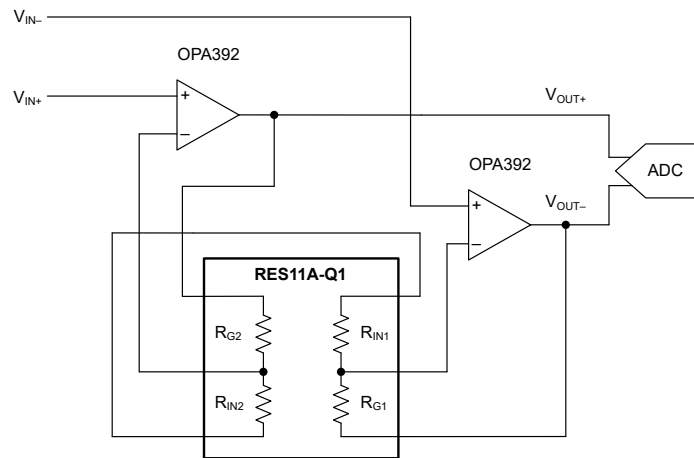 V_IN–
OPA392
V_IN+
+
–
V_OUT+
OPA392
ADC
+
–
V_OUT–
RES11A-Q1
R_G2
R_IN1
R_IN2
R_G1